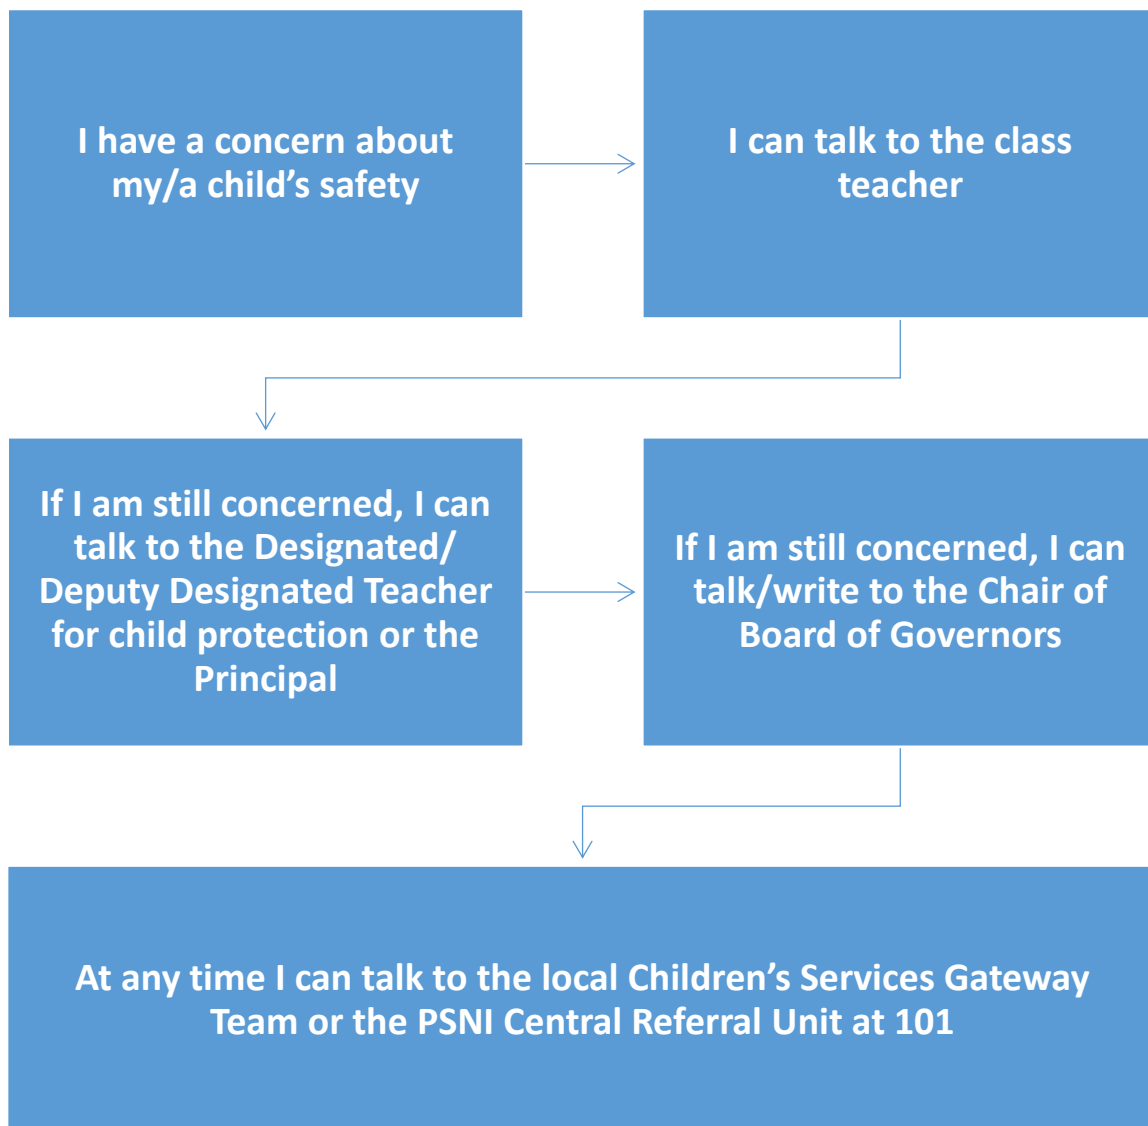 I have a concern about
my/a child’s safety
I can talk to the class
teacher
If I am still concerned, I can
talk to the Designated/
Deputy Designated Teacher
for child protection or the
Principal
If I am still concerned, I can
talk/write to the Chair of
Board of Governors
At any time I can talk to the local Children’s Services Gateway
Team or the PSNI Central Referral Unit at 101